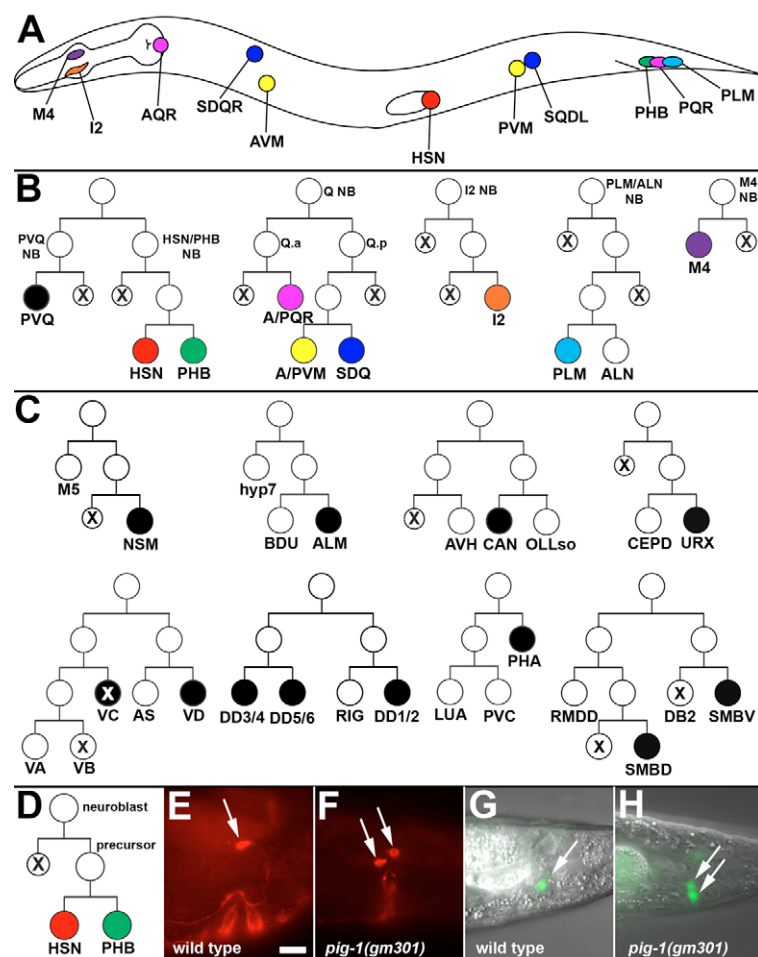 A
M4
I2
AQR
SDQR
AVM
HSN
PVM
SQDL
PHB
PQR
PLM
B
PVQ
NB
HSN/PHB
NB
X
X
PVQ
HSN
PHB
Q NB
Q.a
Q.p
X
X
A/PQR
A/PVM
SDQ
I2 NB
X
X
I2
PLM/ALN
NB
X
X
PLM
ALN
M4
NB
X
M4
C
M5
X
NSM
hyp7
BDU
ALM
X
AVH
CAN
OLLso
X
CEPD
URX
X
VC
AS
VD
X
VA
VB
DD3/4
DD5/6
RIG
DD1/2
PHA
LUA
PVC
X
RMDD
DB2
SMBV
X
SMBD
D
neuroblast
precursor
X
HSN
PHB
E
wild type
F
pig-1(gm301)
G
wild type
H
pig-1(gm301)